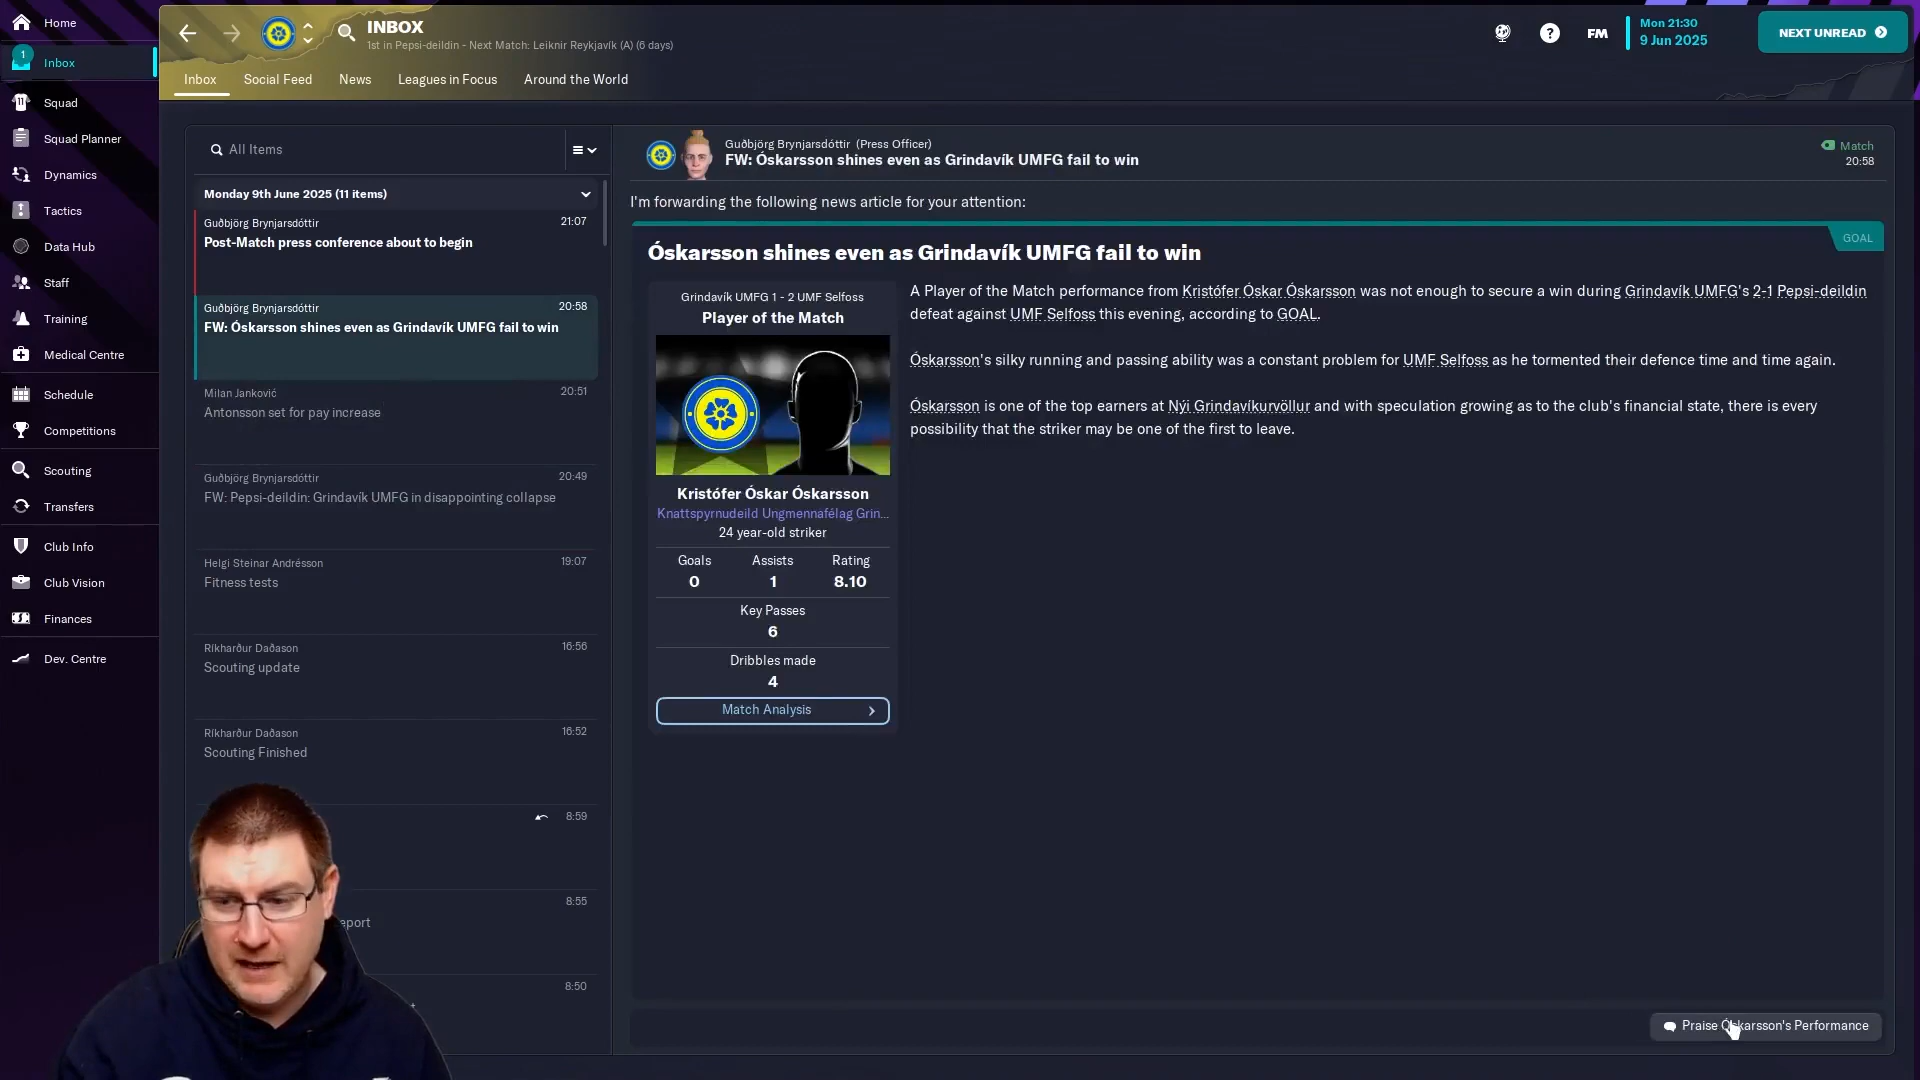 Home
1
Inbox
Squad
Squad Planner
Dynamics
Tactics
Data Hub
Staff
Training
Medical Centre
Schedule
Competitions
Scouting
Transfers
Club Info
Club Vision
Finances
Dev. Centre
INBOX
1st in Pepsi-deildin - Next Match: Leiknir Reykjavík (A) (6 days)
Inbox
Social Feed
News
Leagues in Focus
Around the World
?
FM
Mon 21:30
9 Jun 2025
NEXT UNREAD
All Items
Monday 9th June 2025 (11 items)
Guðbjörg Brynjarsdóttir 21:07
Post-Match press conference about to begin
Guðbjörg Brynjarsdóttir 20:58
FW: Óskarsson shines even as Grindavík UMFG fail to win
Milan Janković 20:51
Antonsson set for pay increase
Guðbjörg Brynjarsdóttir 20:49
FW: Pepsi-deildin: Grindavík UMFG in disappointing collapse
Helgi Steinar Andrésson 19:07
Fitness tests
Ríkharður Daðason 16:56
Scouting update
Ríkharður Daðason 16:52
Scouting Finished
8:59
8:55
eport
8:50
Guðbjörg Brynjarsdóttir (Press Officer)
FW: Óskarsson shines even as Grindavík UMFG fail to win
Match
20:58
I'm forwarding the following news article for your attention:
GOAL
Óskarsson shines even as Grindavík UMFG fail to win
Grindavík UMFG 1 - 2 UMF Selfoss
Player of the Match
Kristófer Óskar Óskarsson
Knattspyrnudeild Ungmennafélag Grin...
24 year-old striker
Goals Assists Rating
0 1 8.10
Key Passes
6
Dribbles made
4
Match Analysis
A Player of the Match performance from Kristófer Óskar Óskarsson was not enough to secure a win during Grindavík UMFG's 2-1 Pepsi-deildin
defeat against UMF Selfoss this evening, according to GOAL.
Óskarsson's silky running and passing ability was a constant problem for UMF Selfoss as he tormented their defence time and time again.
Óskarsson is one of the top earners at Nýi Grindavíkurvöllur and with speculation growing as to the club's financial state, there is every
possibility that the striker may be one of the first to leave.
Praise Óskarsson's Performance